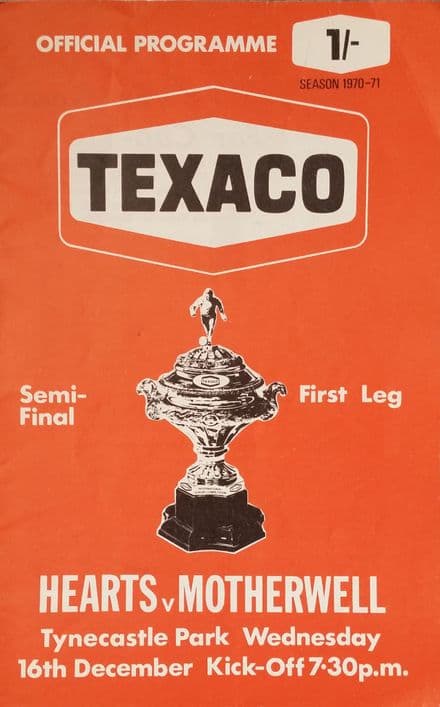 OFFICIAL PROGRAMME
1/-
SEASON 1970-71
TEXACO
Semi-
Final
First Leg
HEARTS v MOTHERWELL
Tynecastle Park Wednesday
16th December Kick-Off 7·30p.m.